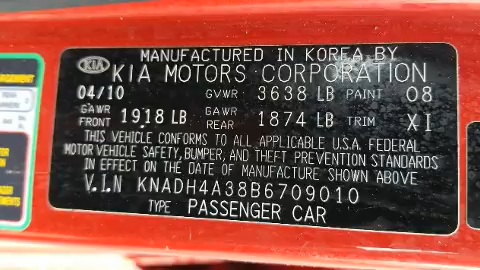 MANUFACTURED IN KOREA BY
KIA
KIA MOTORS CORPORATION
04/10 GVWR 3638 LB PAINT 08
GAWR FRONT 1918 LB GAWR REAR 1874 LB TRIM XI
THIS VEHICLE CONFORMS TO ALL APPLICABLE U.S.A. FEDERAL
MOTOR VEHICLE SAFETY, BUMPER, AND THEFT PREVENTION STANDARDS
IN EFFECT ON THE DATE OF MANUFACTURE SHOWN ABOVE
V.I.N KNADH4A38B6709010
TYPE PASSENGER CAR